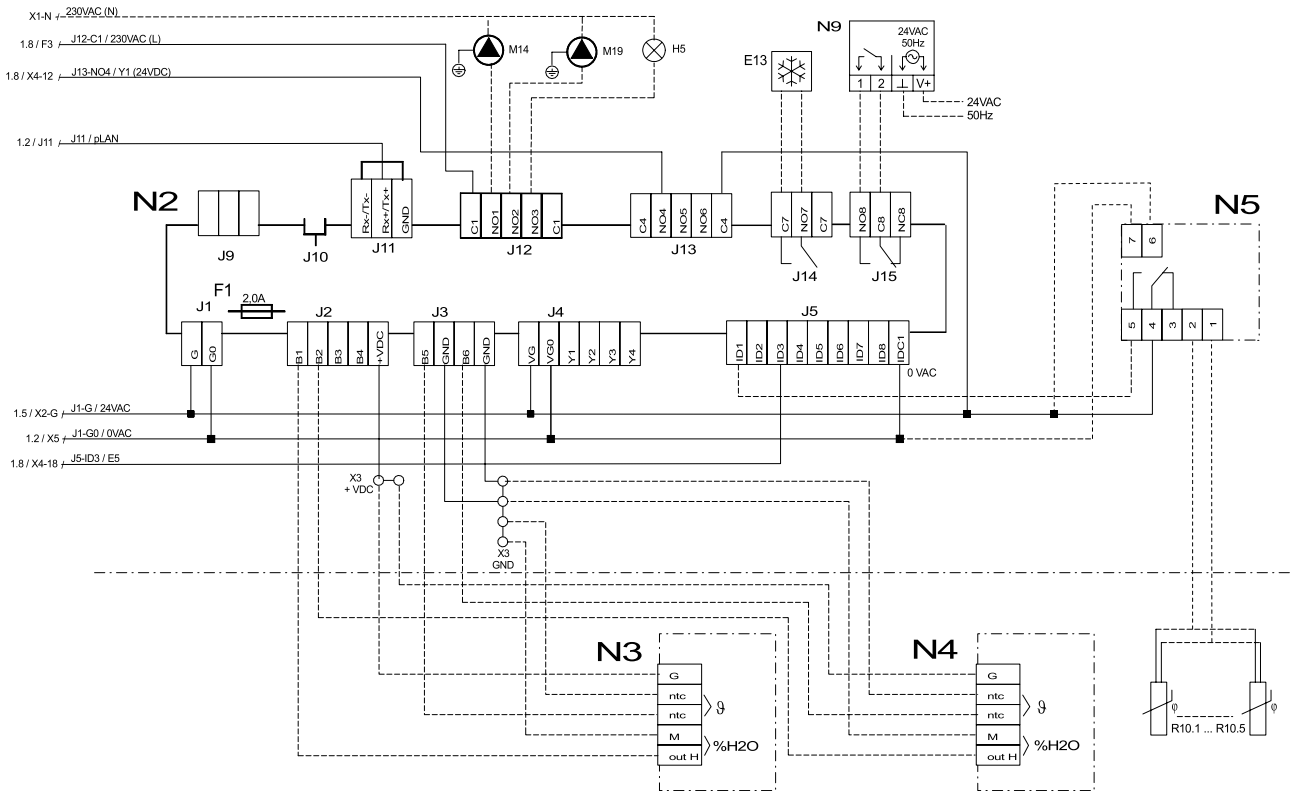 X1-N
230VAC (N)
1.8 / F3
J12-C1 / 230VAC (L)
1.8 / X4-12
J13-NO4 / Y1 (24VDC)
1.2 / J11
J11 / pLAN
M14
M19
H5
E13
N9
24VAC
50Hz
1 2 ⊥ V+
24VAC
50Hz
N2
J9
J10
Rx-/Tx-
Rx+/Tx+
GND
J11
C1
NO1
NO2
NO3
C1
J12
C4
NO4
NO5
NO6
C4
J13
C7
NO7
C7
J14
NO8
C8
NC8
J15
N5
7
6
5
4
3
2
1
F1
2,0A
J1
G
G0
J2
B1
B2
B3
B4
+VDC
J3
B5
GND
B6
GND
J4
VG
VG0
Y1
Y2
Y3
Y4
J5
ID1
ID2
ID3
ID4
ID5
ID6
ID7
ID8
IDC1
0 VAC
1.5 / X2-G
J1-G / 24VAC
1.2 / X5
J1-G0 / 0VAC
1.8 / X4-18
J5-ID3 / E5
X3
+ VDC
X3
GND
N3
G
ntc
ntc
M
out H
ϑ
%H2O
N4
G
ntc
ntc
M
out H
ϑ
%H2O
φ
φ
R10.1 ... R10.5